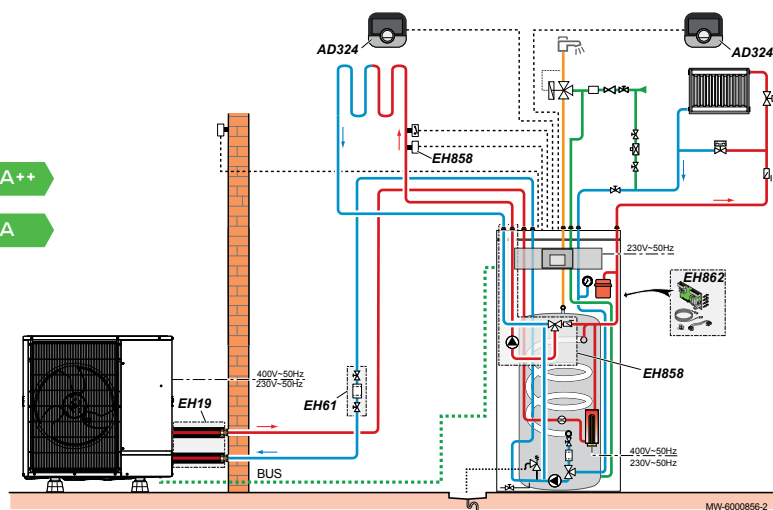 AD324
AD324
EH858
A++
A
230V~50Hz
EH862
EH858
400V~50Hz
230V~50Hz
EH19
EH61
400V~50Hz
230V~50Hz
BUS
MW-6000856-2